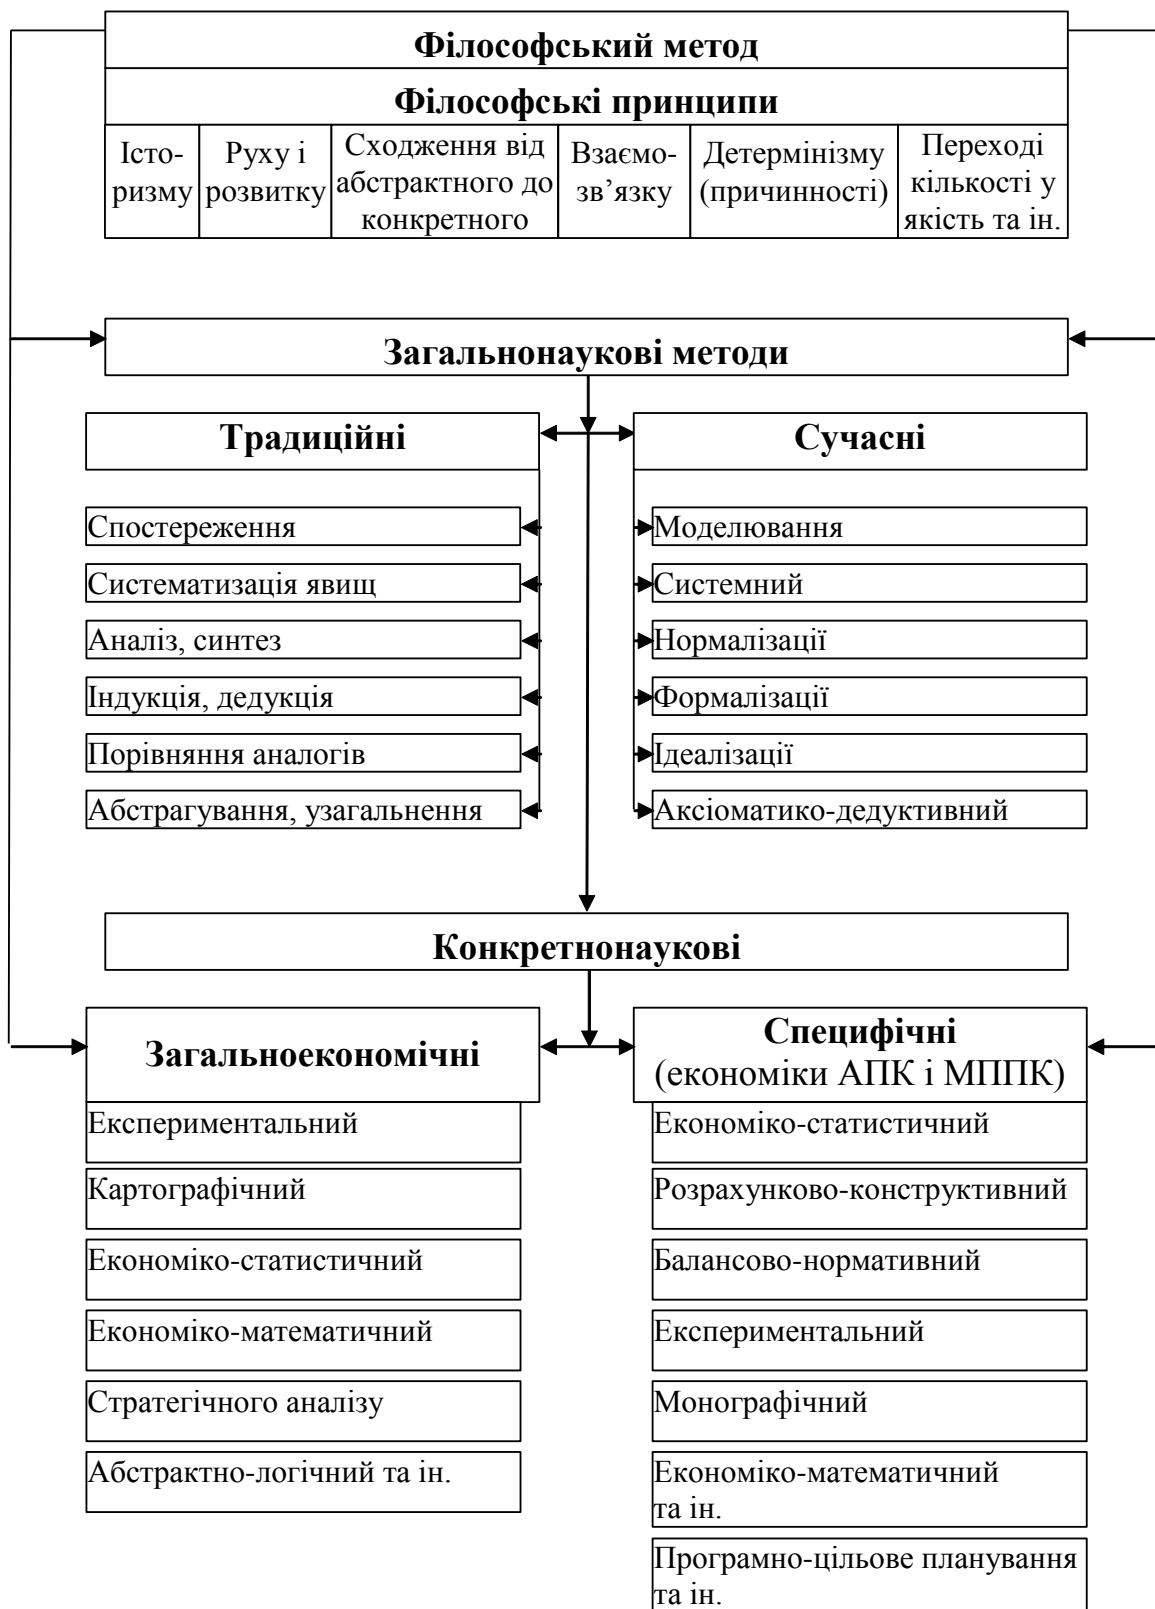 Філософський метод
Філософські принципи
Істо-
ризму
Руху і
розвитку
Сходження від
абстрактного до
конкретного
Взаємо-
зв’язку
Детермінізму
(причинності)
Переході
кількості у
якість та ін.
Загальнонаукові методи
Традиційні
Сучасні
Спостереження
Моделювання
Систематизація явищ
Системний
Аналіз, синтез
Нормалізації
Індукція, дедукція
Формалізації
Порівняння аналогів
Ідеалізації
Абстрагування, узагальнення
Аксіоматико-дедуктивний
Конкретнонаукові
Загальноекономічні
Специфічні
(економіки АПК і МППК)
Експериментальний
Економіко-статистичний
Картографічний
Розрахунково-конструктивний
Економіко-статистичний
Балансово-нормативний
Економіко-математичний
Експериментальний
Стратегічного аналізу
Монографічний
Абстрактно-логічний та ін.
Економіко-математичний
та ін.
Програмно-цільове планування
та ін.